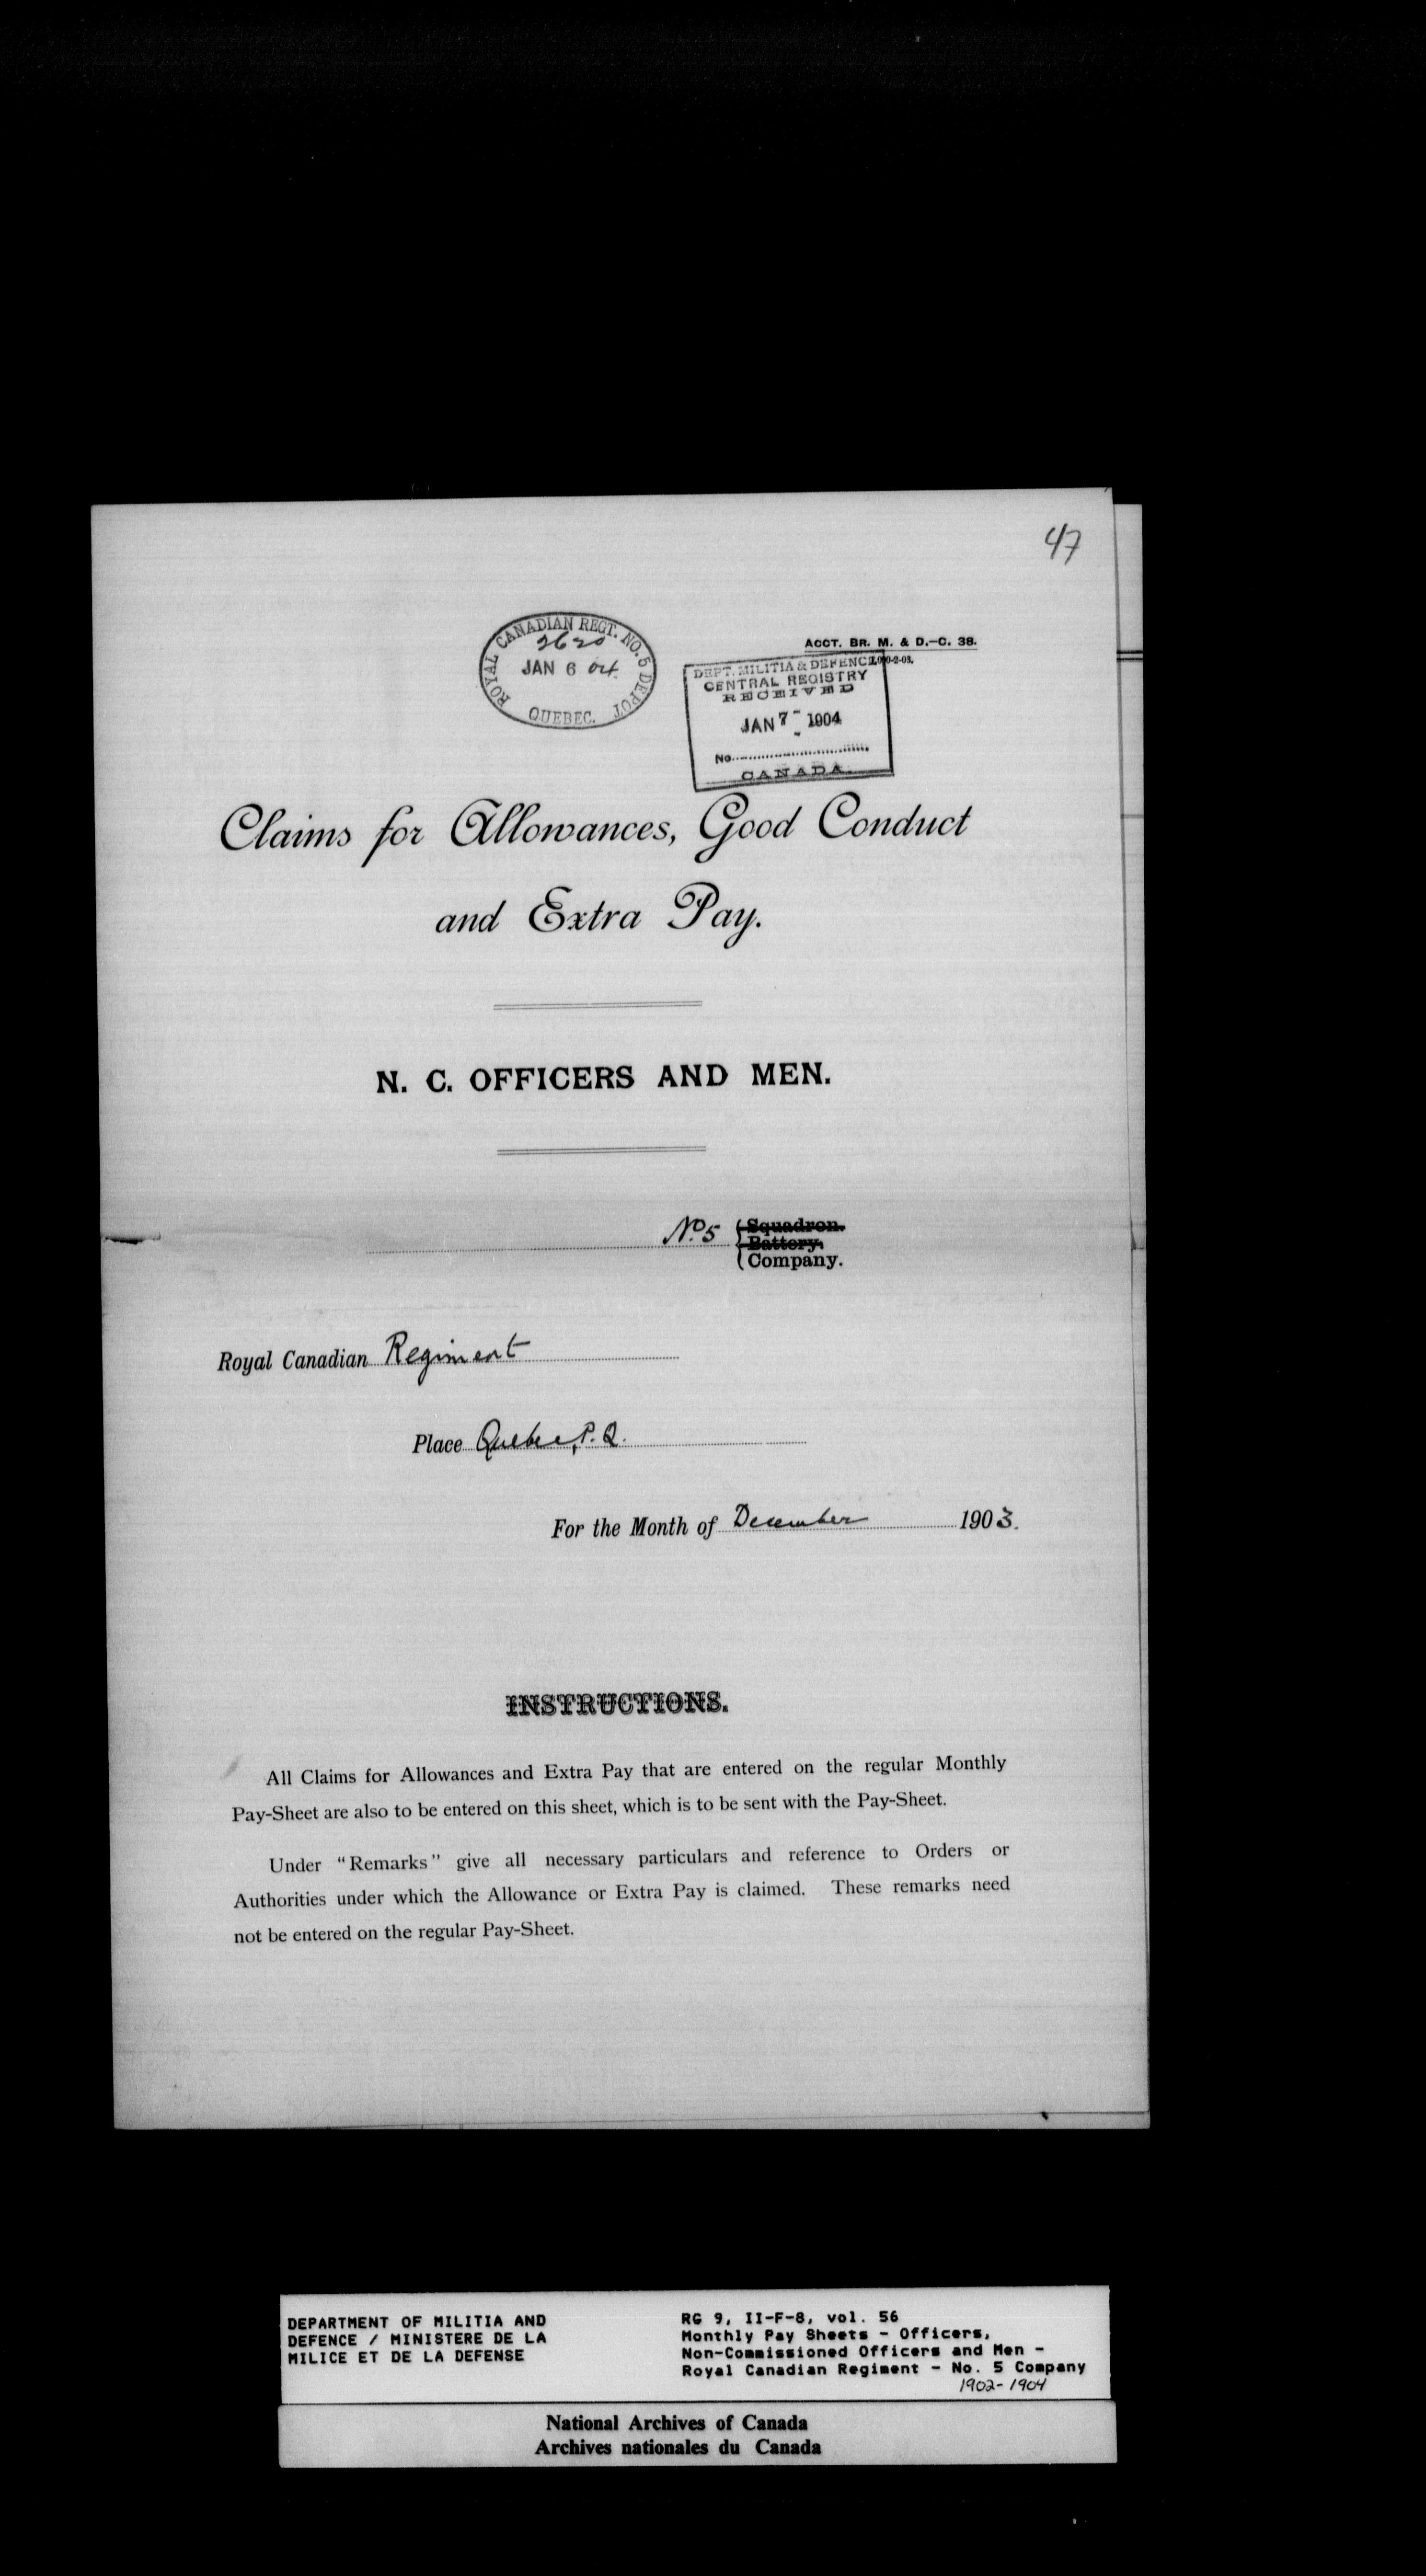 47
ROYAL CANADIAN REGT. NO. 5 DEPOT
2620
JAN 6 04
QUEBEC.
ACCT. BR. M. & D.–C. 38.
DEPT. MILITIA & DEFENCE
CENTRAL REGISTRY
RECEIVED
JAN 7 - 1904
No.
CANADA.
Claims for Allowances, Good Conduct
and Extra Pay.
N. C. OFFICERS AND MEN.
Squadron.
No. 5 Battery.
Company.
Royal Canadian Regiment
Place Quebec, P. Q.
For the Month of December 1903.
INSTRUCTIONS.
All Claims for Allowances and Extra Pay that are entered on the regular Monthly
Pay-Sheet are also to be entered on this sheet, which is to be sent with the Pay-Sheet.
Under “Remarks” give all necessary particulars and reference to Orders or
Authorities under which the Allowance or Extra Pay is claimed. These remarks need
not be entered on the regular Pay-Sheet.
DEPARTMENT OF MILITIA AND
DEFENCE / MINISTERE DE LA
MILICE ET DE LA DEFENSE
RG 9, II-F-8, vol. 56
Monthly Pay Sheets - Officers,
Non-Commissioned Officers and Men -
Royal Canadian Regiment - No. 5 Company
1902-1904
National Archives of Canada
Archives nationales du Canada